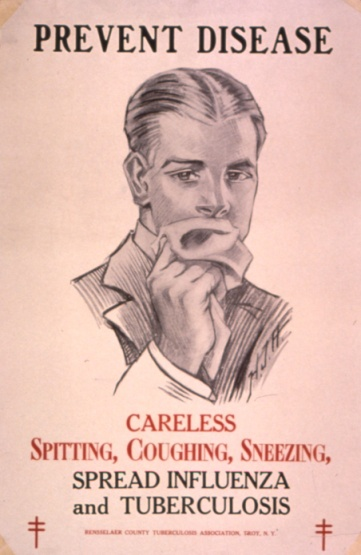 PREVENT DISEASE
H.J.H.
CARELESS
SPITTING, COUGHING, SNEEZING,
SPREAD INFLUENZA
and TUBERCULOSIS
RENSSELAER COUNTY TUBERCULOSIS ASSOCIATION, TROY, N. Y.